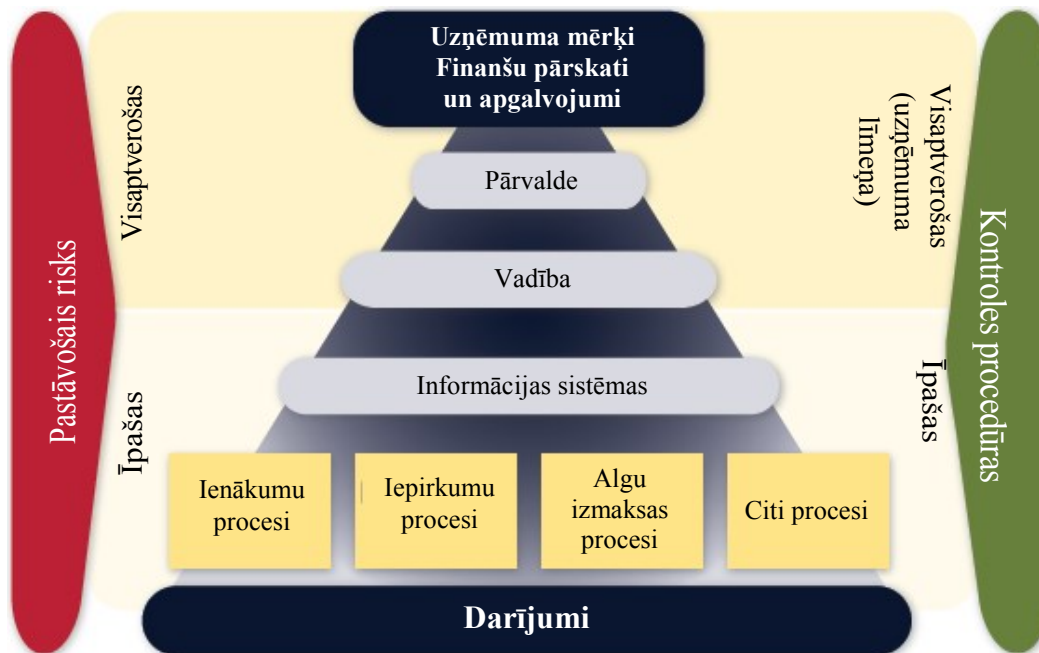 Uzņēmuma mērķi
Finanšu pārskati
un apgalvojumi
Pastāvošais risks
Visaptverošas
Īpašas
Pārvalde
Vadība
Informācijas sistēmas
Ienākumu
procesi
Iepirkumu
procesi
Algu
izmaksas
procesi
Citi procesi
Darījumi
Visaptverošas
(uzņēmuma
līmeņa)
Īpašas
Kontroles procedūras